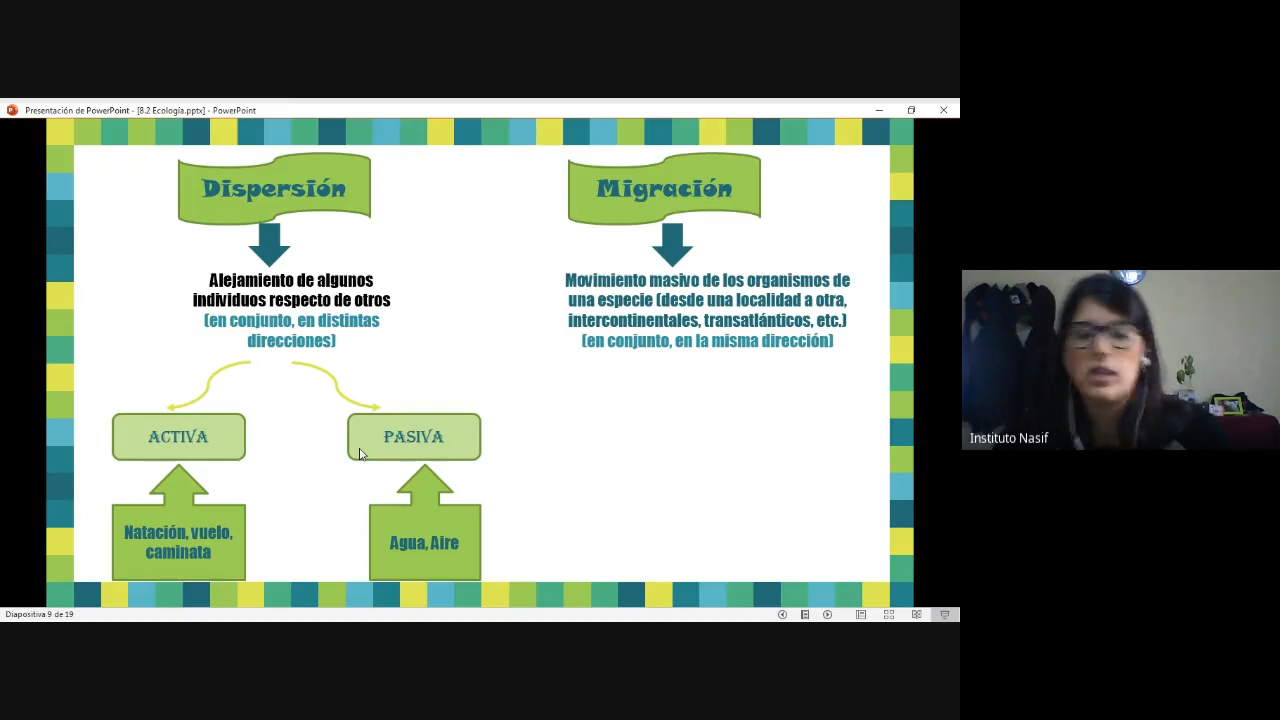 Presentación de PowerPoint - [8.2 Ecología.pptx] - PowerPoint
Dispersión
Migración
Alejamiento de algunos
individuos respecto de otros
(en conjunto, en distintas
direcciones)
Movimiento masivo de los organismos de
una especie (desde una localidad a otra,
intercontinentales, transatlánticos, etc.)
(en conjunto, en la misma dirección)
ACTIVA
PASIVA
Natación, vuelo,
caminata
Agua, Aire
Instituto Nasif
Diapositiva 9 de 19